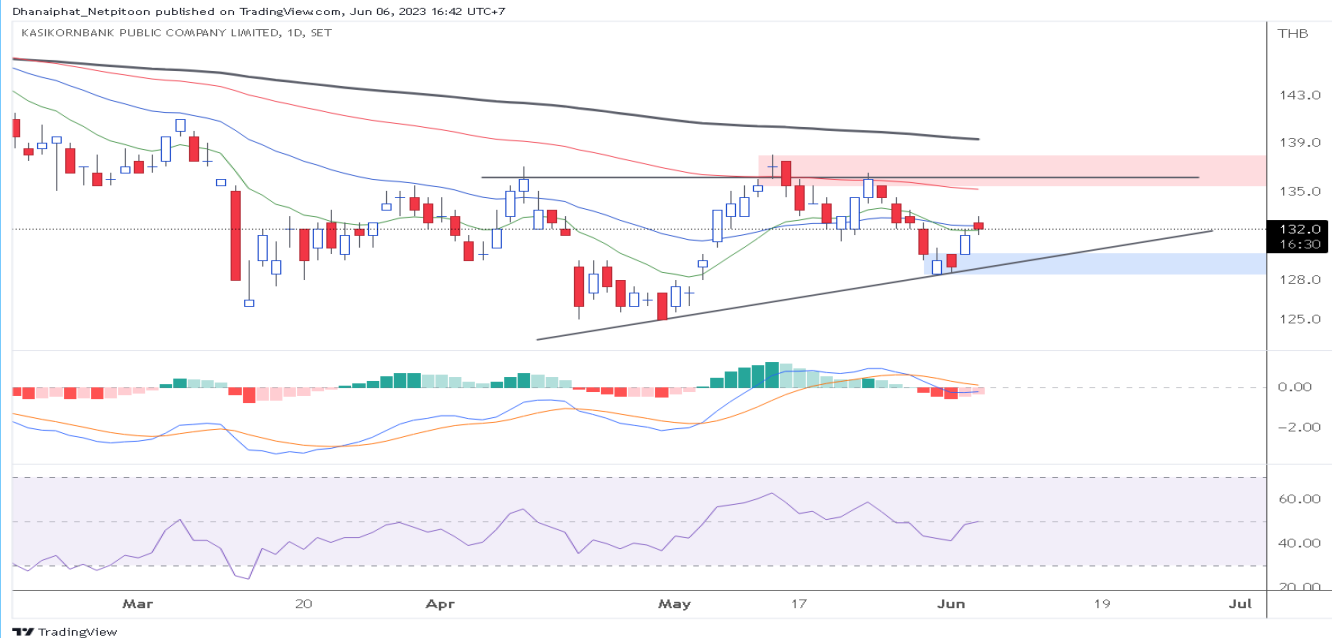 Dhanaiphat_Netpitoon published on TradingView.com, Jun 06, 2023 16:42 UTC+7
KASIKORNBANK PUBLIC COMPANY LIMITED, 1D, SET
THB
143.0
139.0
135.0
132.0
16:30
128.0
125.0
0.00
−2.00
60.00
40.00
20.00
Mar 20 Apr May 17 Jun 19 Jul
TradingView